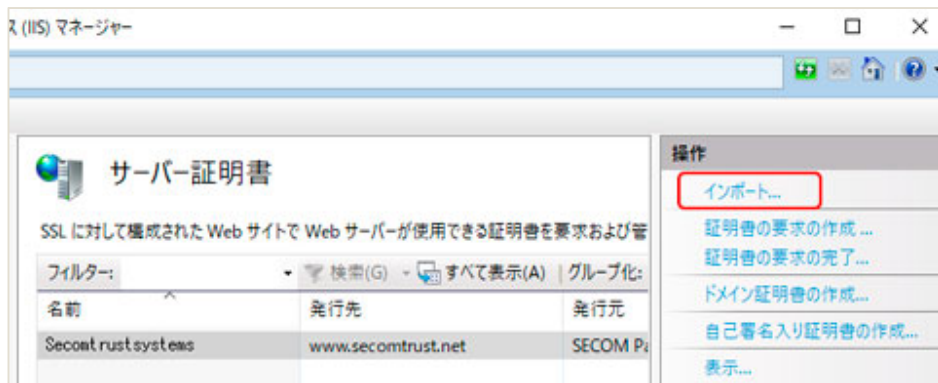 ス (IIS) マネージャー
サーバー証明書
SSL に対して構成された Web サイトで Web サーバーが使用できる証明書を要求および管
フィルター: 検索(G) すべて表示(A) グループ化:
名前 発行先 発行元
Secomtrustsystems www.secomtrust.net SECOM Pa
操作
インポート...
証明書の要求の作成 ...
証明書の要求の完了...
ドメイン証明書の作成...
自己署名入り証明書の作成...
表示...